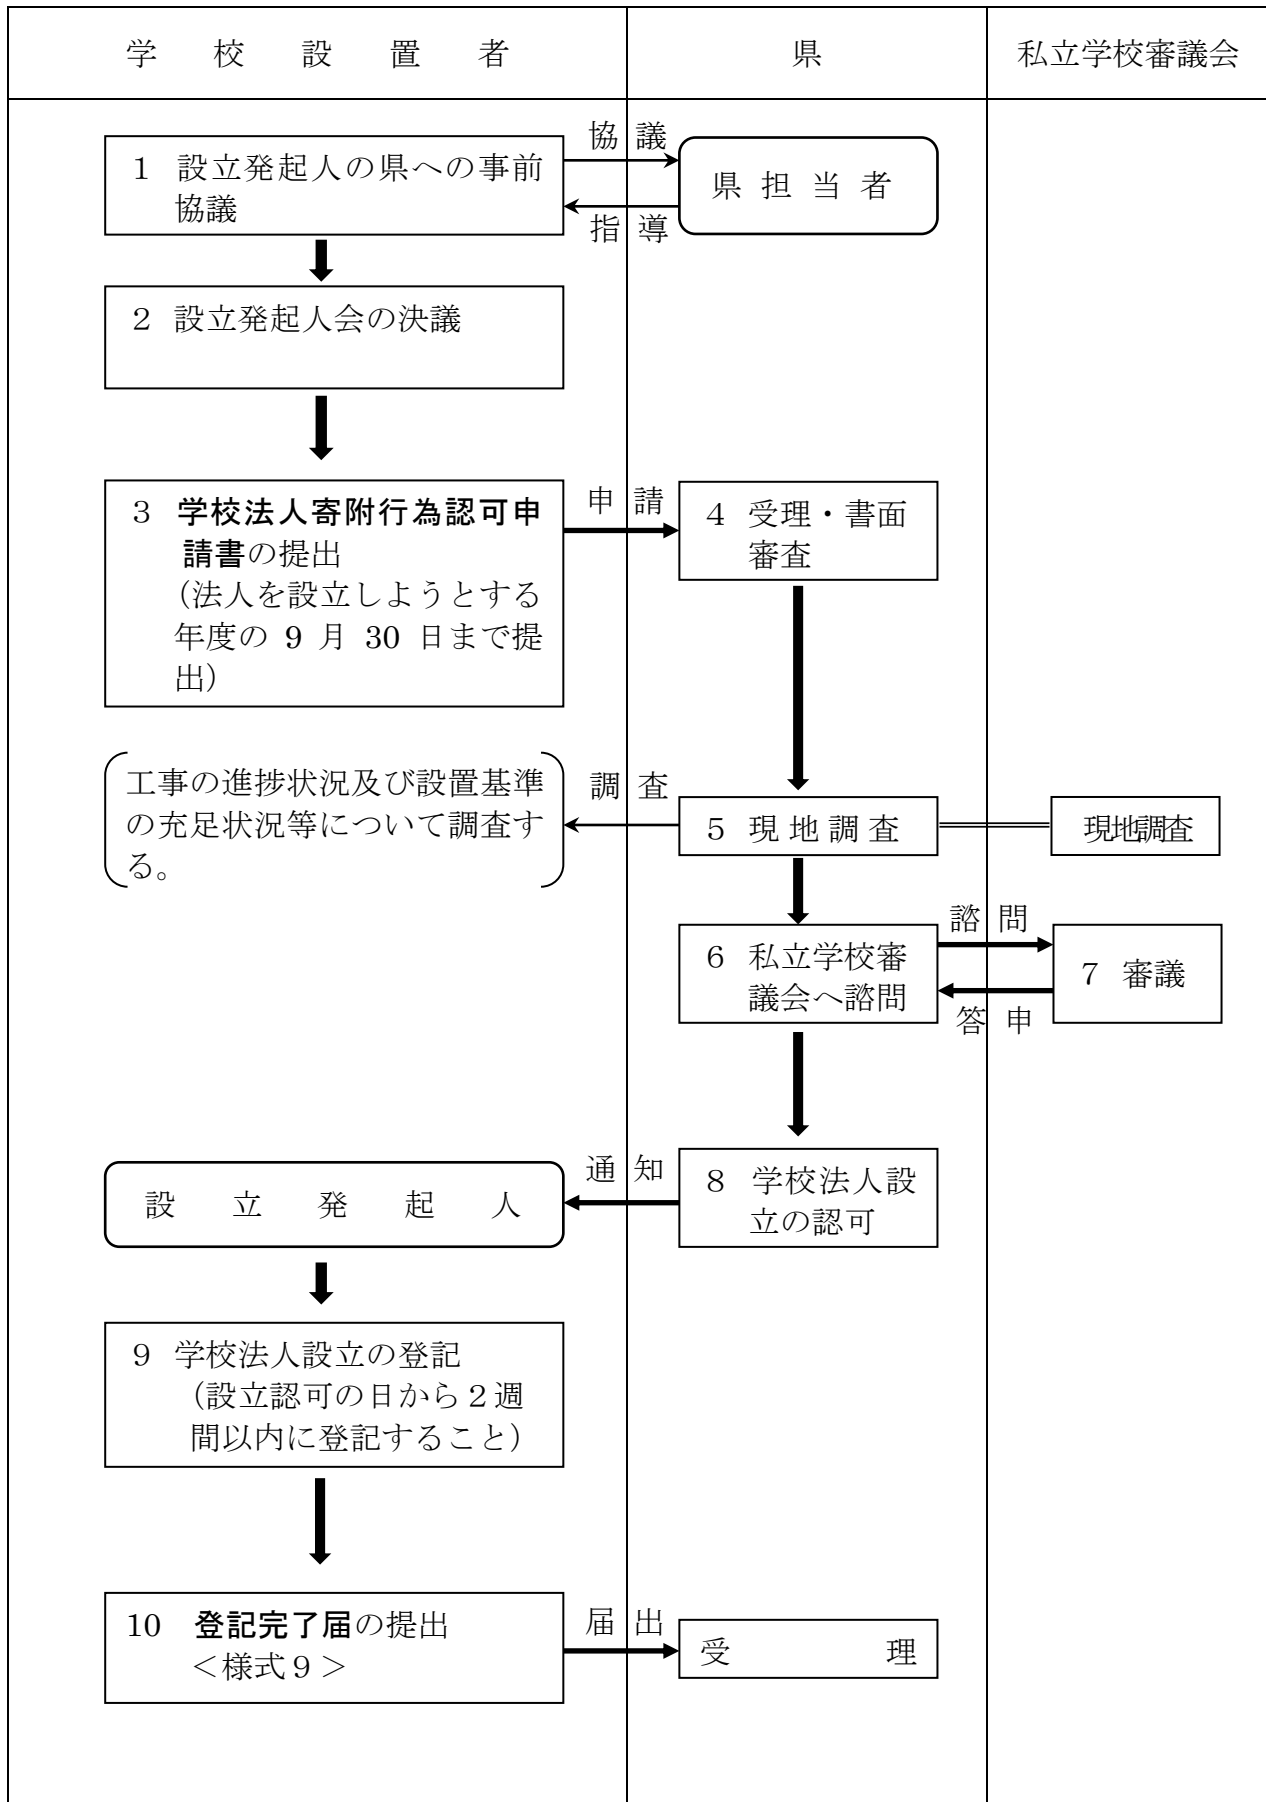 学校設置者
県
私立学校審議会
1 設立発起人の県への事前
協議
協議
指導
県担当者
2 設立発起人会の決議
3 学校法人寄附行為認可申
請書の提出
(法人を設立しようとする
年度の 9 月 30 日まで提
出)
申請
4 受理・書面
審査
工事の進捗状況及び設置基準
の充足状況等について調査す
る。
調査
5 現地調査
現地調査
6 私立学校審
議会へ諮問
諮問
答申
7 審議
設立発起人
通知
8 学校法人設
立の認可
9 学校法人設立の登記
(設立認可の日から2週
間以内に登記すること)
10 登記完了届の提出
<様式9>
届出
受理